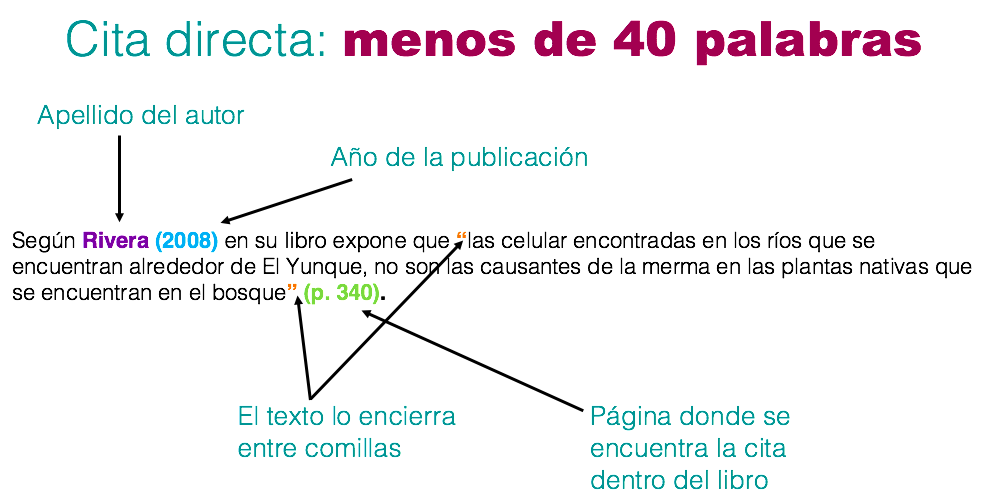 Cita directa: menos de 40 palabras
Apellido del autor
Año de la publicación
Según Rivera (2008) en su libro expone que “las celular encontradas en los ríos que se
encuentran alrededor de El Yunque, no son las causantes de la merma en las plantas nativas que
se encuentran en el bosque” (p. 340).
El texto lo encierra
entre comillas
Página donde se
encuentra la cita
dentro del libro